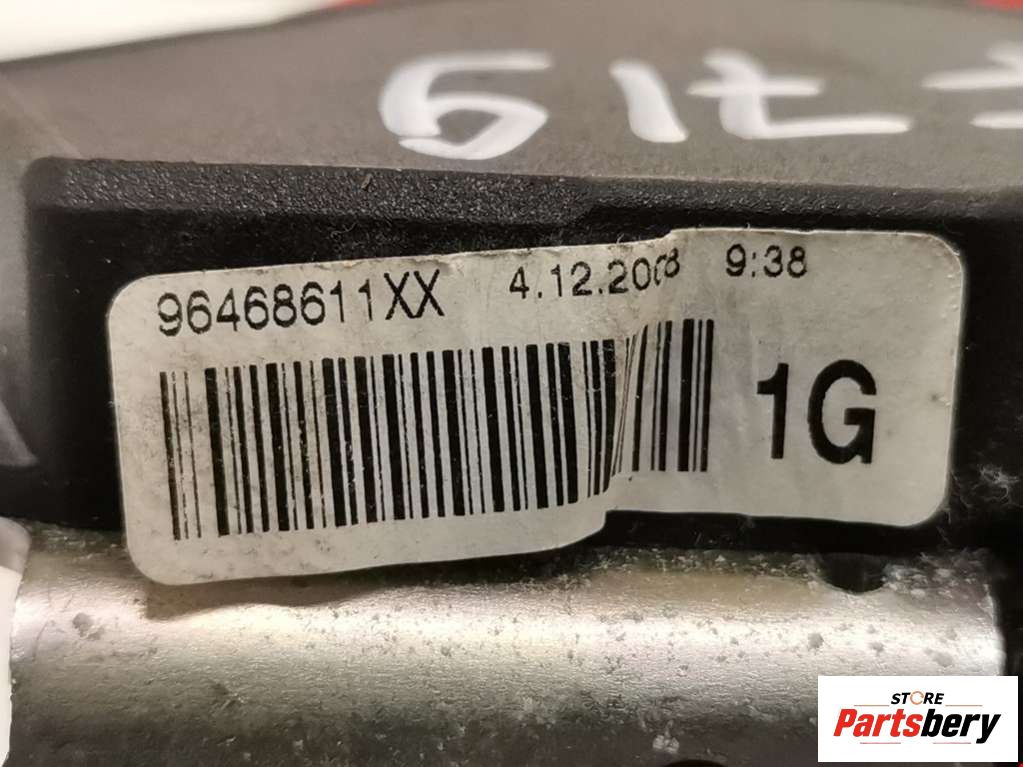 96468611XX 4.12.2008 9:38
1G
STORE
Partsbery